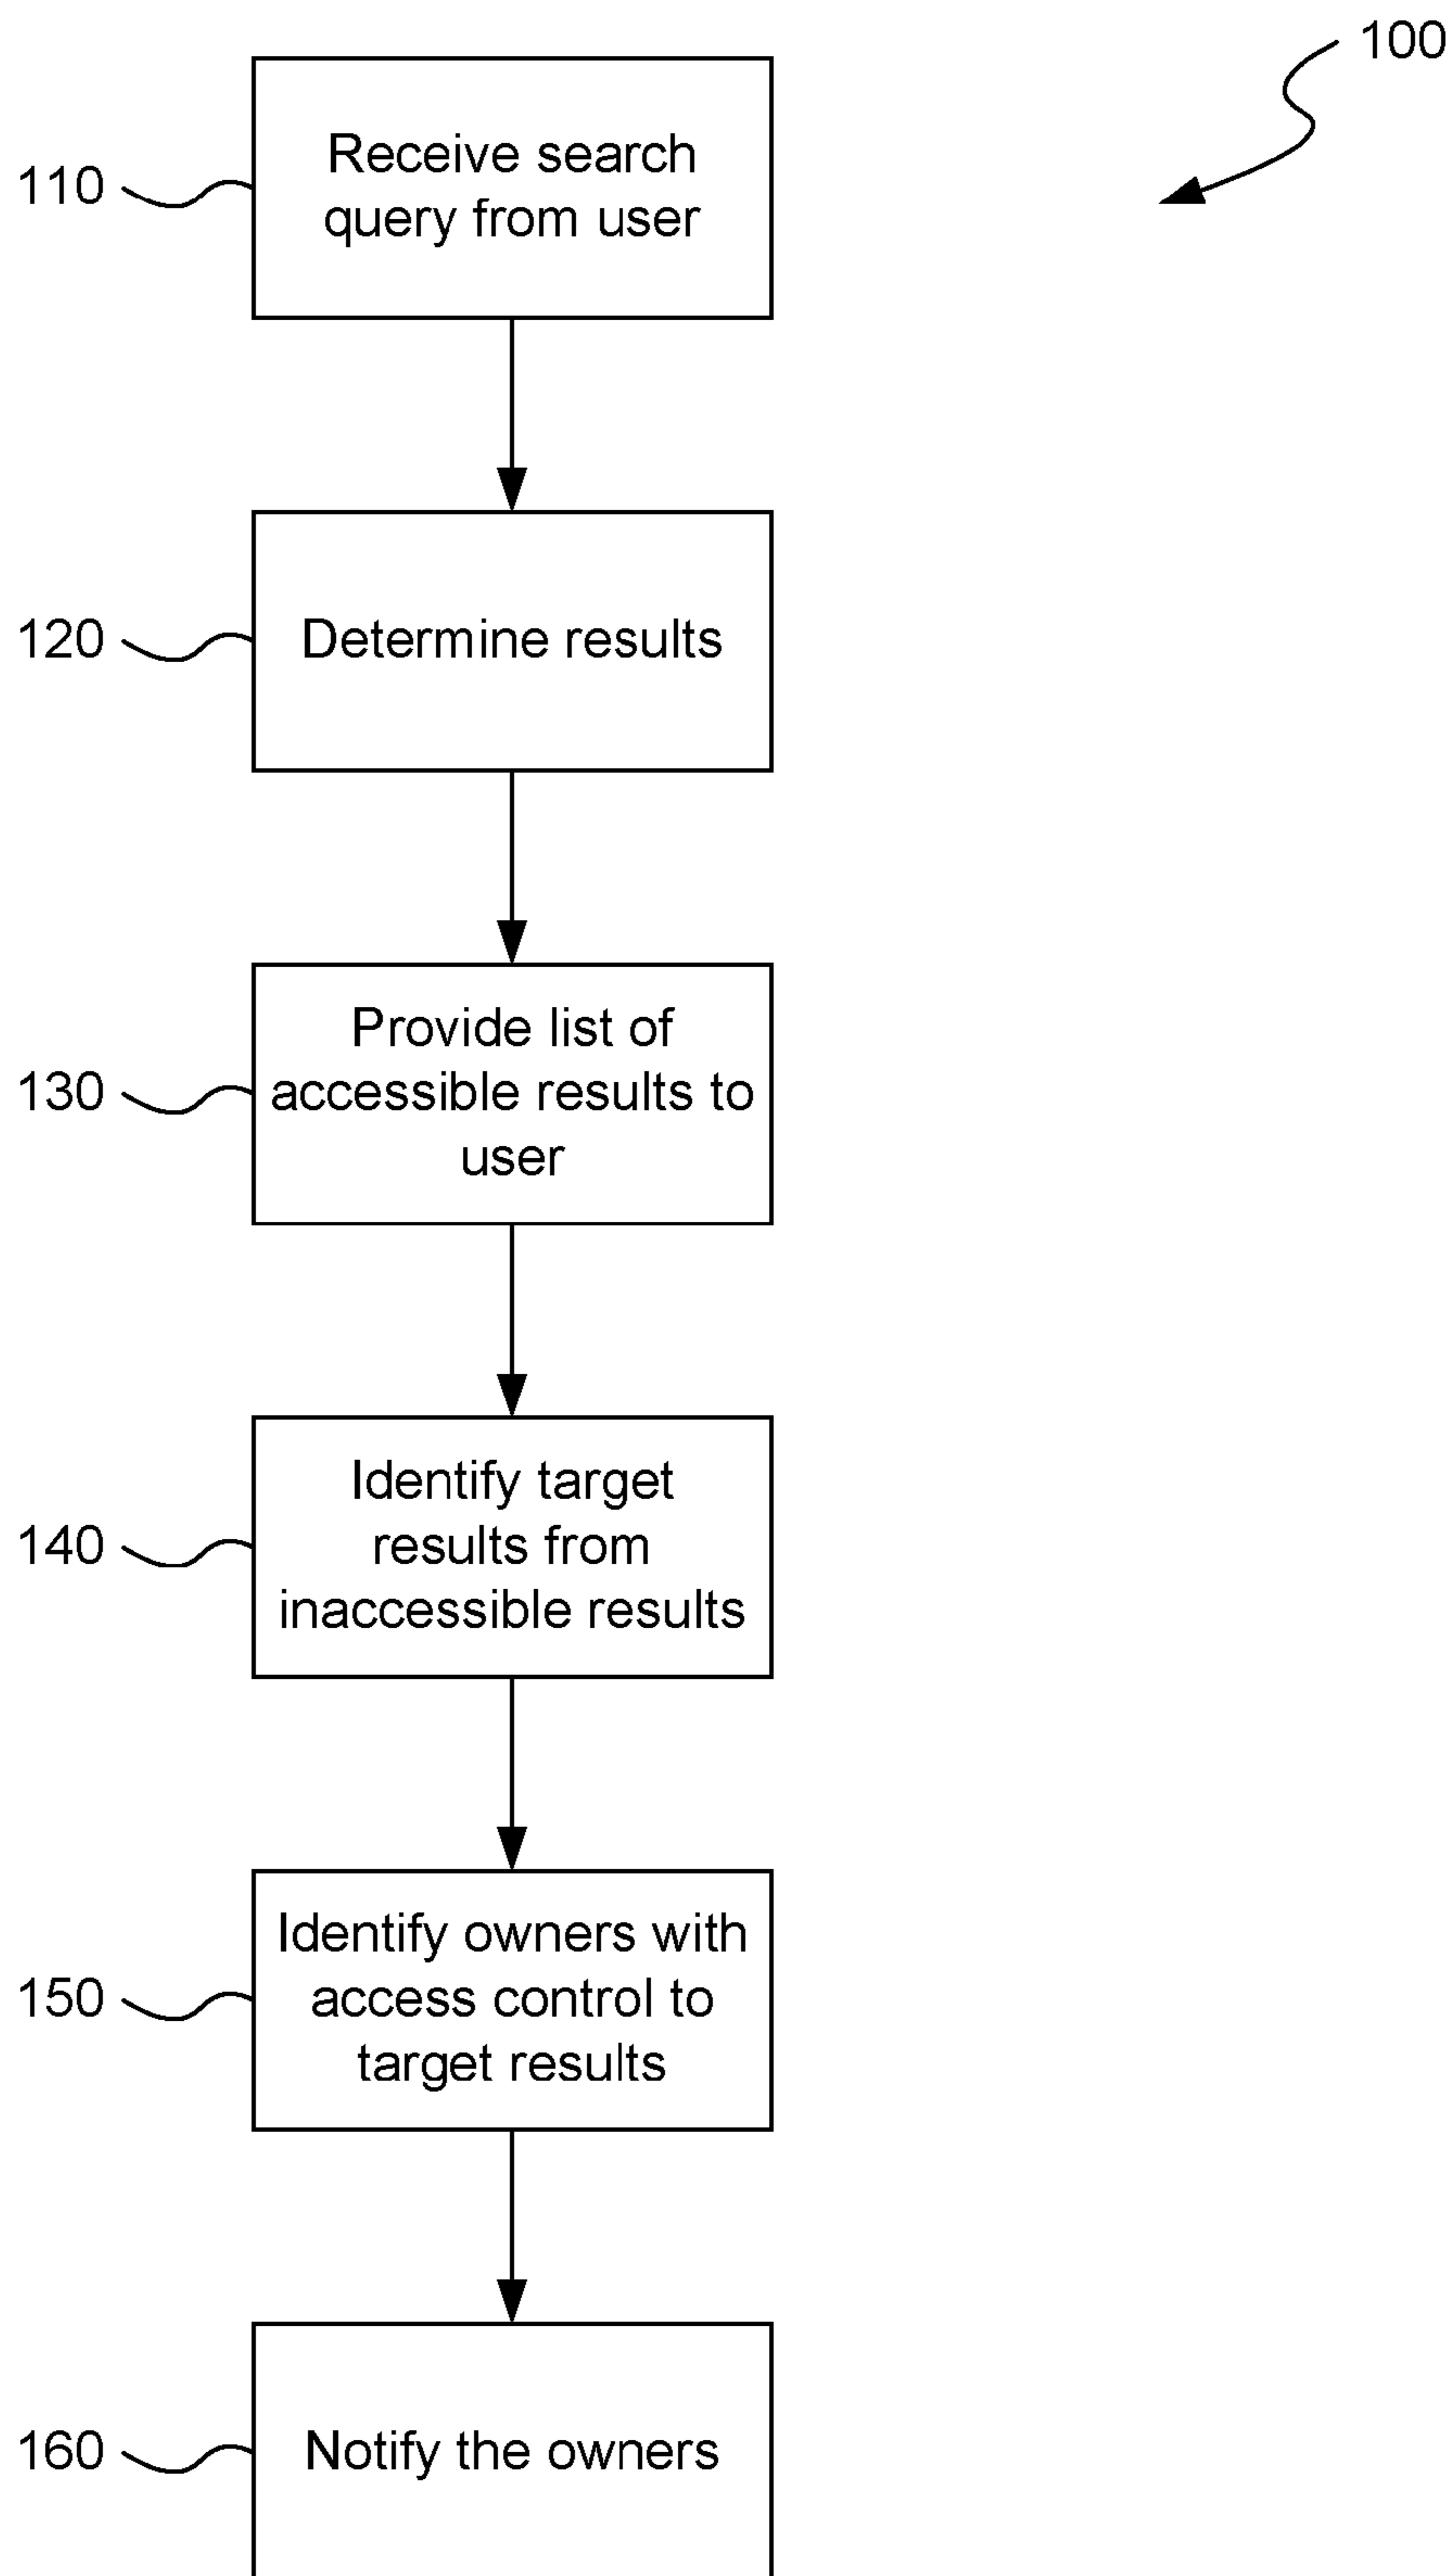 100
110
Receive search
query from user
120
Determine results
130
Provide list of
accessible results to
user
140
Identify target
results from
inaccessible results
150
Identify owners with
access control to
target results
160
Notify the owners